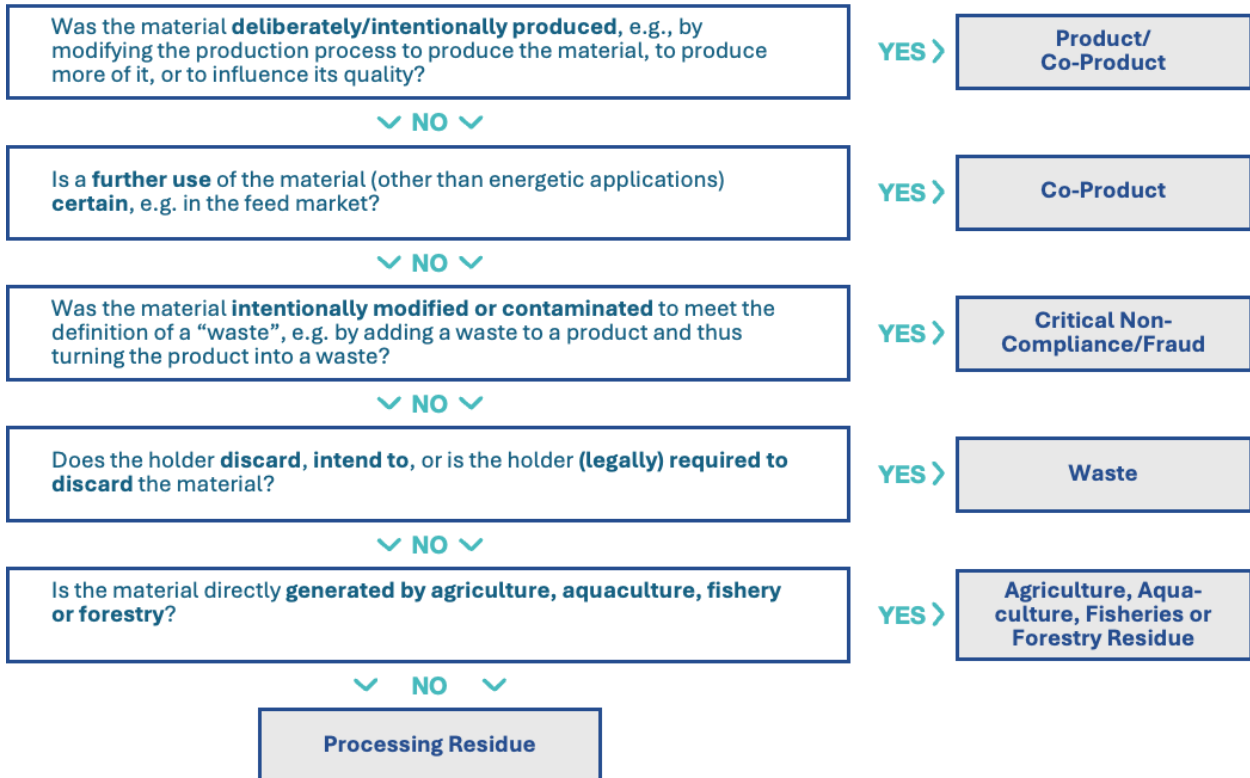 Was the material deliberately/intentionally produced, e.g., by
modifying the production process to produce the material, to produce
more of it, or to influence its quality?
YES
Product/
Co-Product
NO
Is a further use of the material (other than energetic applications)
certain, e.g. in the feed market?
YES
Co-Product
NO
Was the material intentionally modified or contaminated to meet the
definition of a “waste”, e.g. by adding a waste to a product and thus
turning the product into a waste?
YES
Critical Non-
Compliance/Fraud
NO
Does the holder discard, intend to, or is the holder (legally) required to
discard the material?
YES
Waste
NO
Is the material directly generated by agriculture, aquaculture, fishery
or forestry?
YES
Agriculture, Aqua-
culture, Fisheries or
Forestry Residue
NO
Processing Residue